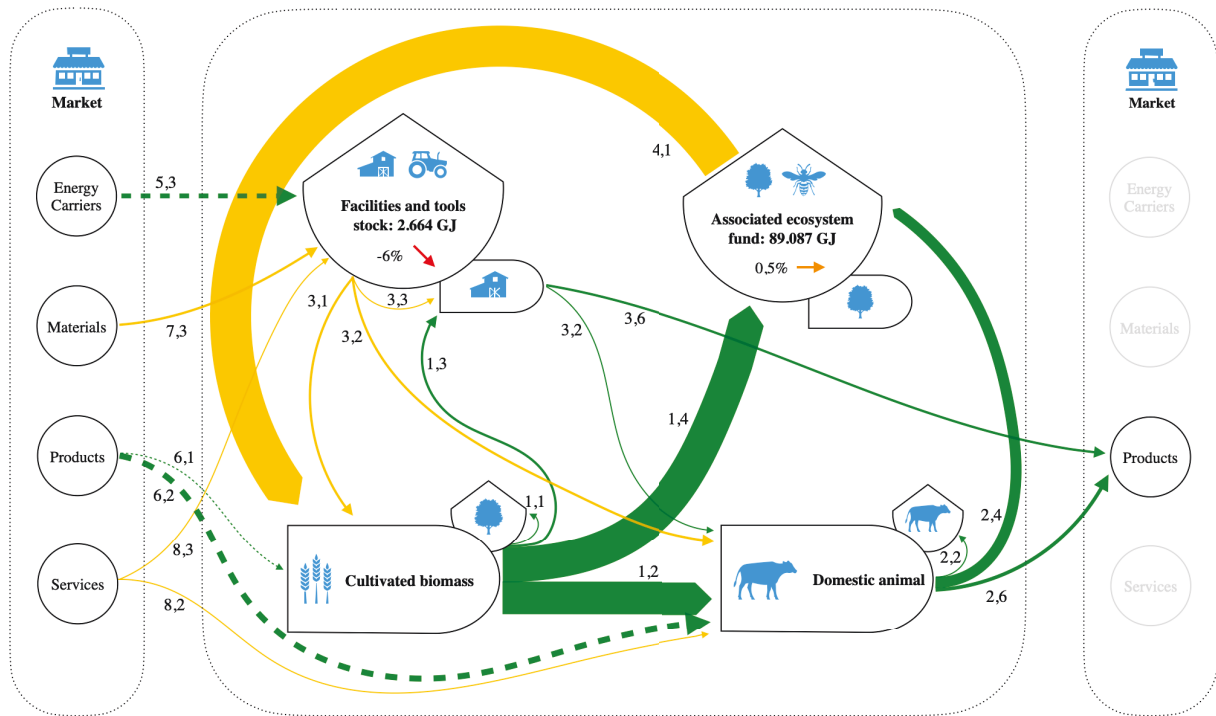 Market
Energy
Carriers
Materials
Products
Services
5,3
7,3
6,1
6,2
8,3
8,2
4,1
Facilities and tools
stock: 2.664 GJ
-6%
3,1
3,3
3,2
1,3
3,2
3,6
Associated ecosystem
fund: 89.087 GJ
0,5%
1,4
1,1
Cultivated biomass
1,2
Domestic animal
2,2
2,4
2,6
Market
Energy
Carriers
Materials
Products
Services